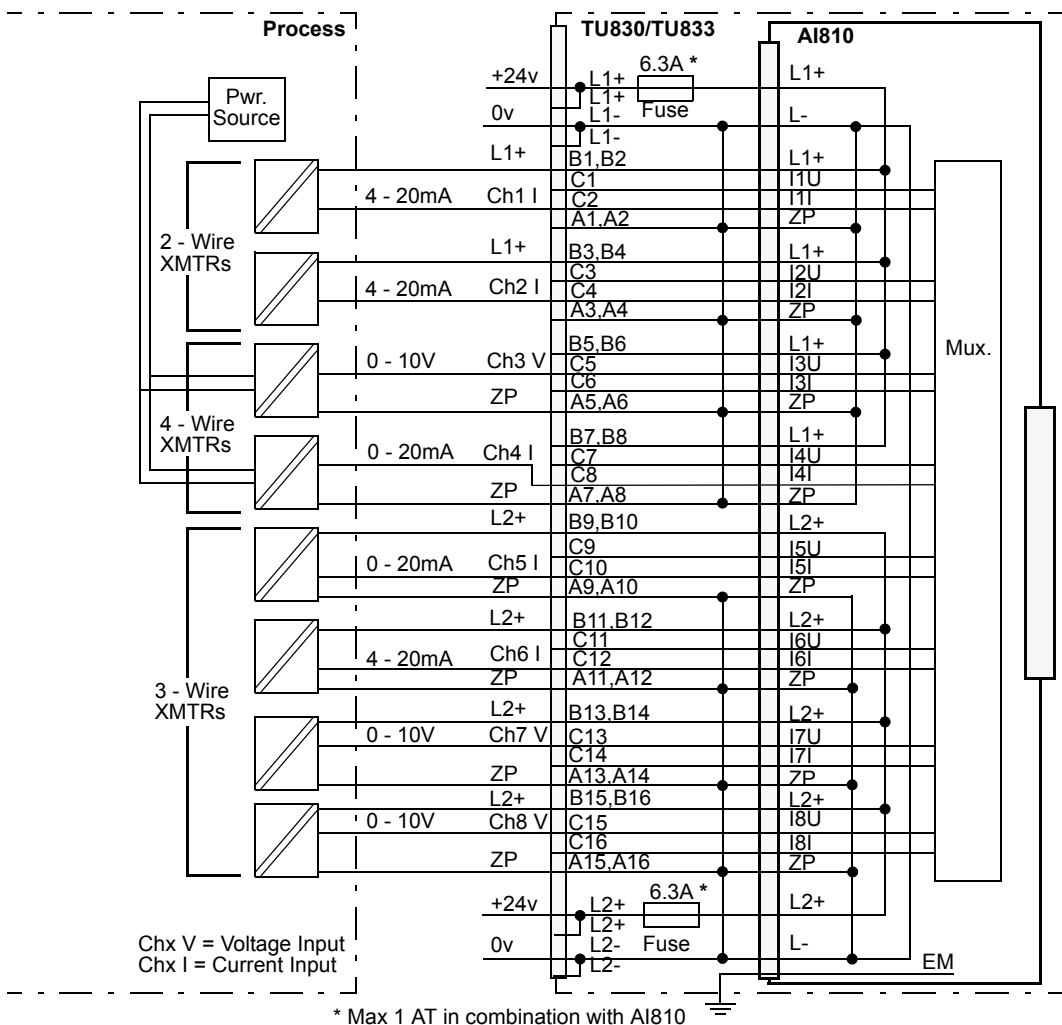 Process TU830/TU833 AI810
+24v L1+ 6.3A * L1+
L1+
Fuse
Pwr.
Source
0v L1- L-
L1-
L1+ B1,B2 L1+
C1 I1U
4 - 20mA Ch1 I C2 I1I
A1,A2 ZP
2 - Wire
XMTRs
L1+ B3,B4 L1+
C3 I2U
4 - 20mA Ch2 I C4 I2I
A3,A4 ZP
B5,B6 L1+
Mux.
0 - 10V Ch3 V C5 I3U
C6 I3I
ZP A5,A6 ZP
4 - Wire
XMTRs
B7,B8 L1+
0 - 20mA Ch4 I C7 I4U
C8 I4I
ZP A7,A8 ZP
L2+ B9,B10 L2+
C9 I5U
0 - 20mA Ch5 I C10 I5I
ZP A9,A10 ZP
L2+ B11,B12 L2+
C11 I6U
4 - 20mA Ch6 I C12 I6I
ZP A11,A12 ZP
3 - Wire
XMTRs
L2+ B13,B14 L2+
0 - 10V Ch7 V C13 I7U
C14 I7I
ZP A13,A14 ZP
L2+ B15,B16 L2+
0 - 10V Ch8 V C15 I8U
C16 I8I
ZP A15,A16 ZP
+24v L2+ 6.3A * L2+
L2+
0v L2- Fuse L-
L2-
EM
Chx V = Voltage Input
Chx I = Current Input
* Max 1 AT in combination with AI810